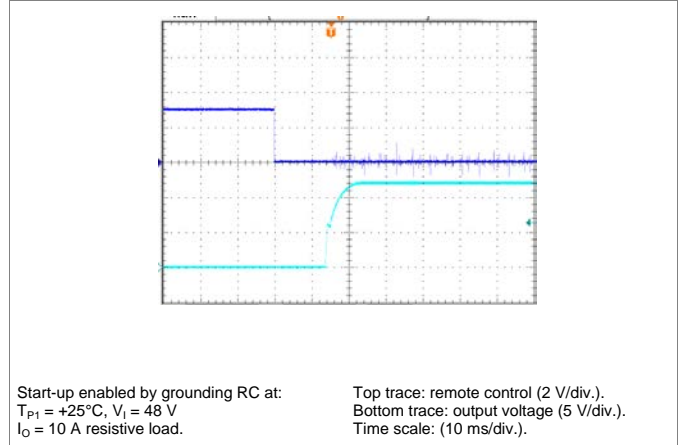 Start-up enabled by grounding RC at:
T_P1 = +25°C, V_I = 48 V
I_O = 10 A resistive load.
Top trace: remote control (2 V/div.).
Bottom trace: output voltage (5 V/div.).
Time scale: (10 ms/div.).